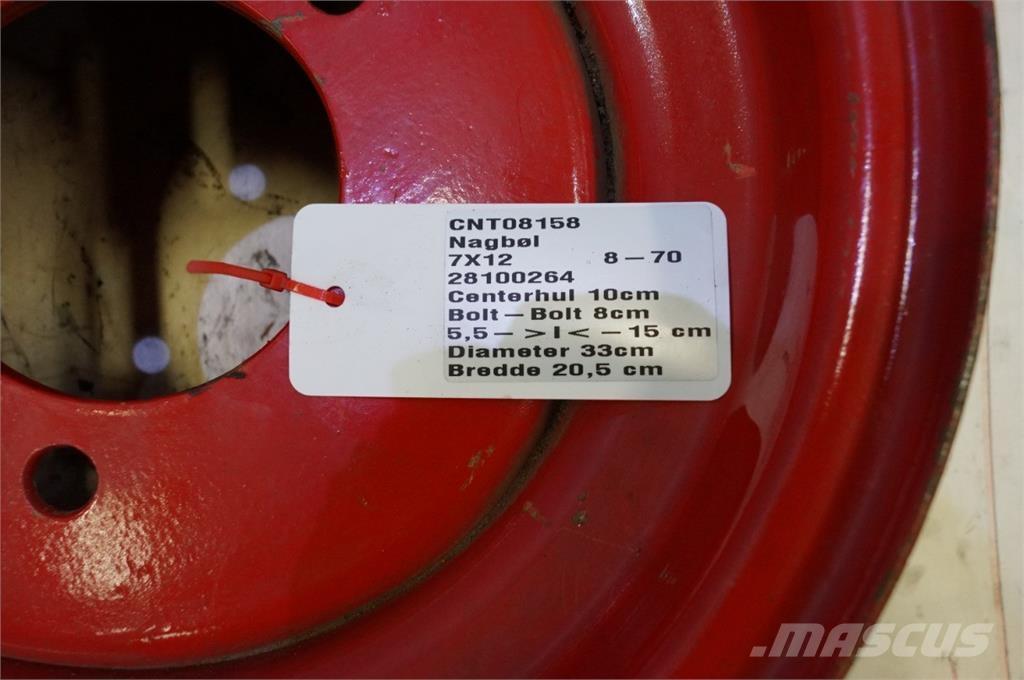 CNT08158
Nagbøl
7X12 8-70
28100264
Centerhul 10cm
Bolt-Bolt 8cm
5,5- >I< -15 cm
Diameter 33cm
Bredde 20,5 cm
MASCUS